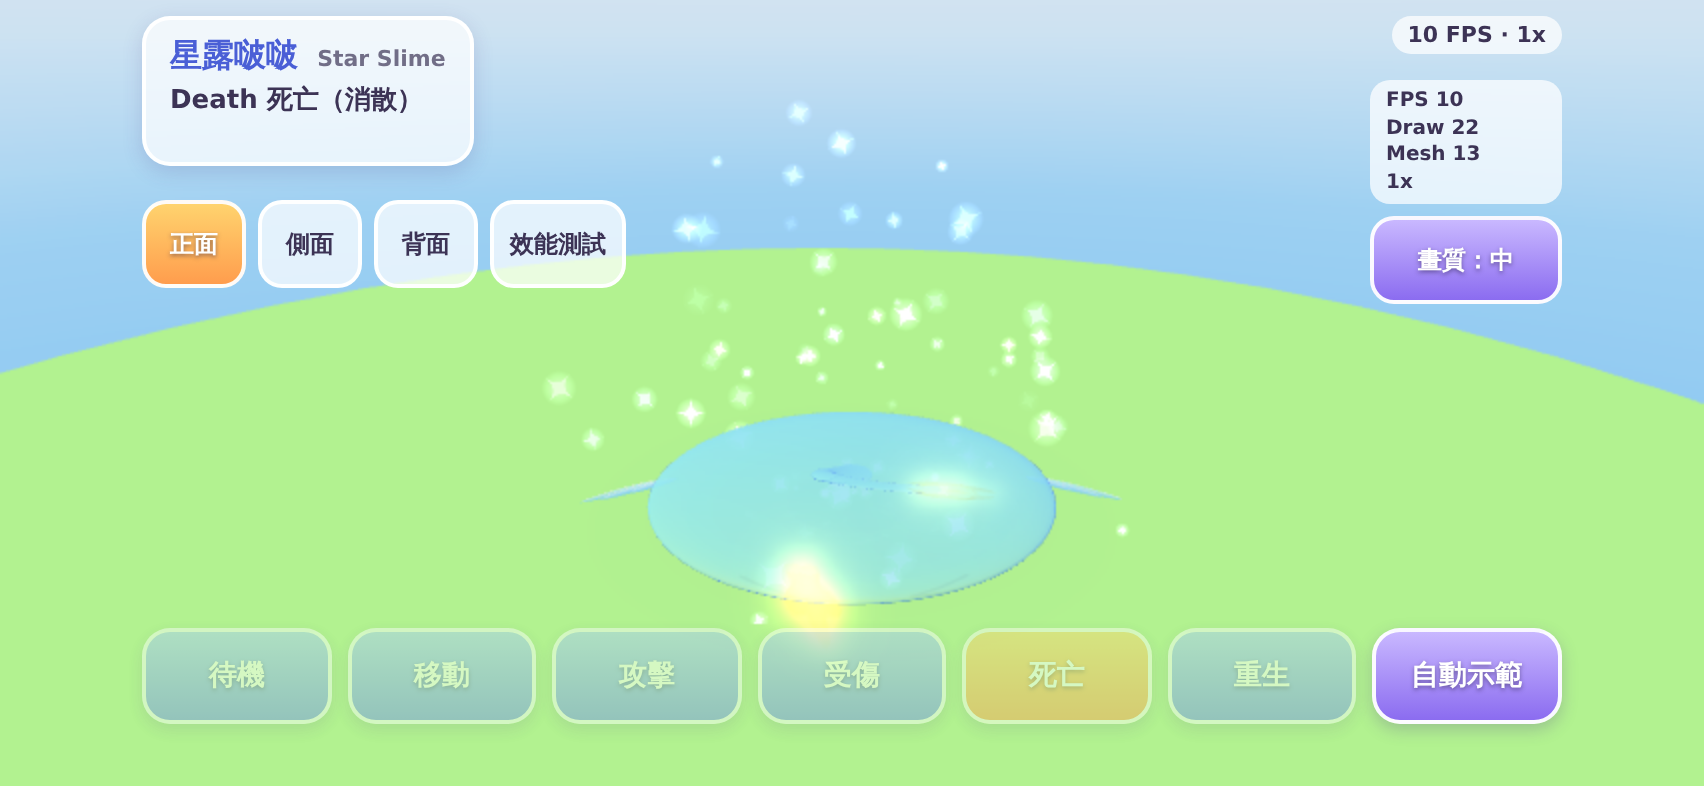 星露啵啵 Star Slime
Death 死亡（消散）
10 FPS · 1x
FPS 10
Draw 22
Mesh 13
1x
正面
側面
背面
效能測試
畫質：中
待機
移動
攻擊
受傷
死亡
重生
自動示範